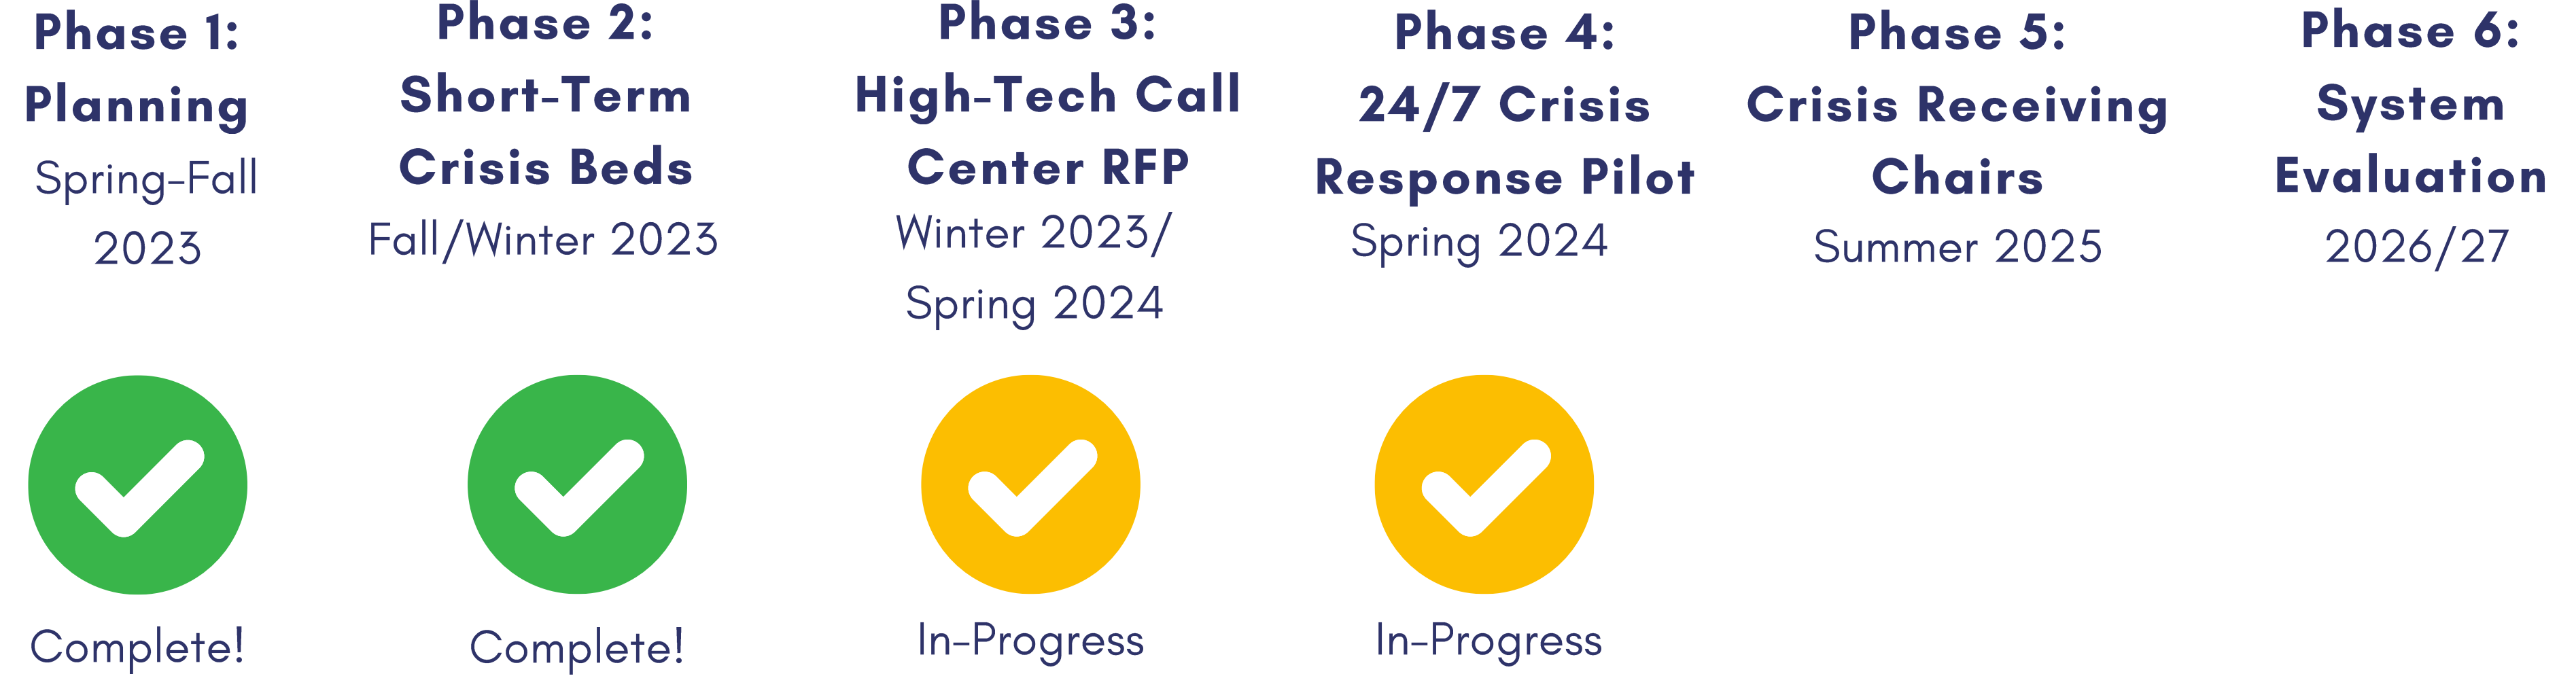 Phase 1:
Planning
Spring-Fall
2023
Complete!
Phase 2:
Short-Term
Crisis Beds
Fall/Winter 2023
Complete!
Phase 3:
High-Tech Call
Center RFP
Winter 2023/
Spring 2024
In-Progress
Phase 4:
24/7 Crisis
Response Pilot
Spring 2024
In-Progress
Phase 5:
Crisis Receiving
Chairs
Summer 2025
Phase 6:
System
Evaluation
2026/27